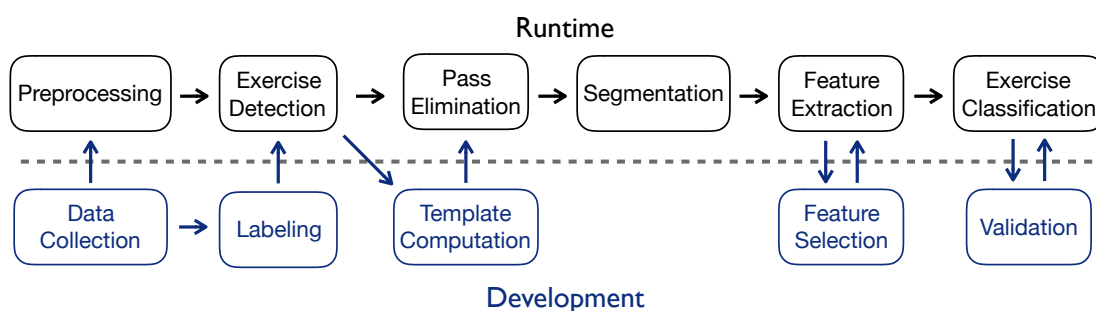 Runtime
Preprocessing
Exercise
Detection
Pass
Elimination
Segmentation
Feature
Extraction
Exercise
Classification
Data
Collection
Labeling
Template
Computation
Feature
Selection
Validation
Development